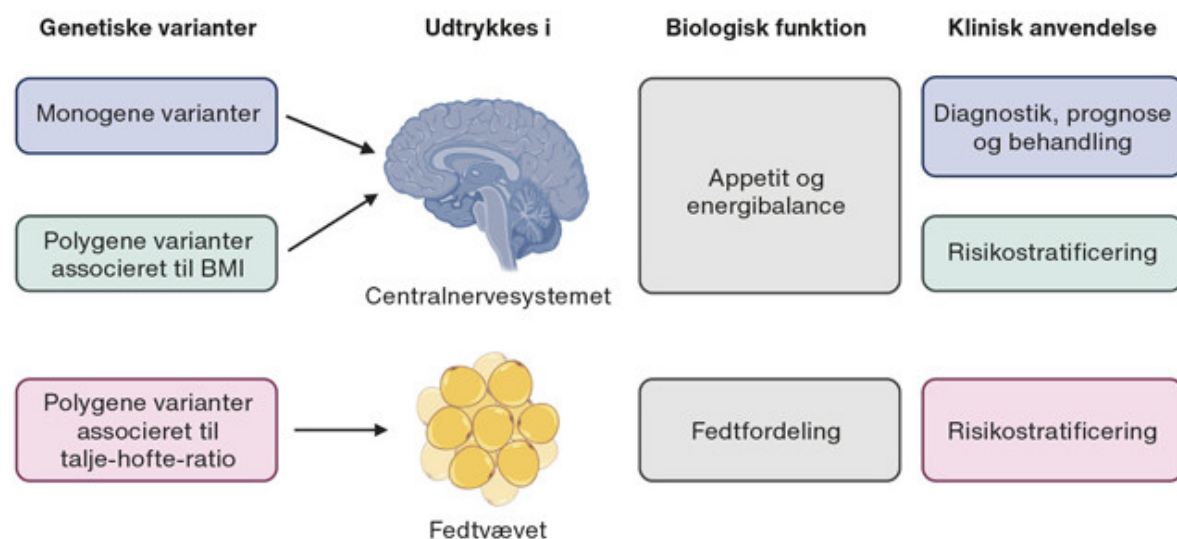 Genetiske varianter
Udtrykkes i
Biologisk funktion
Klinisk anvendelse
Monogene varianter
Polygene varianter
associeret til BMI
Centralnervesystemet
Appetit og
energibalance
Diagnostik, prognose
og behandling
Risikostratificering
Polygene varianter
associeret til
talje-hofte-ratio
Fedtvævet
Fedtfordeling
Risikostratificering